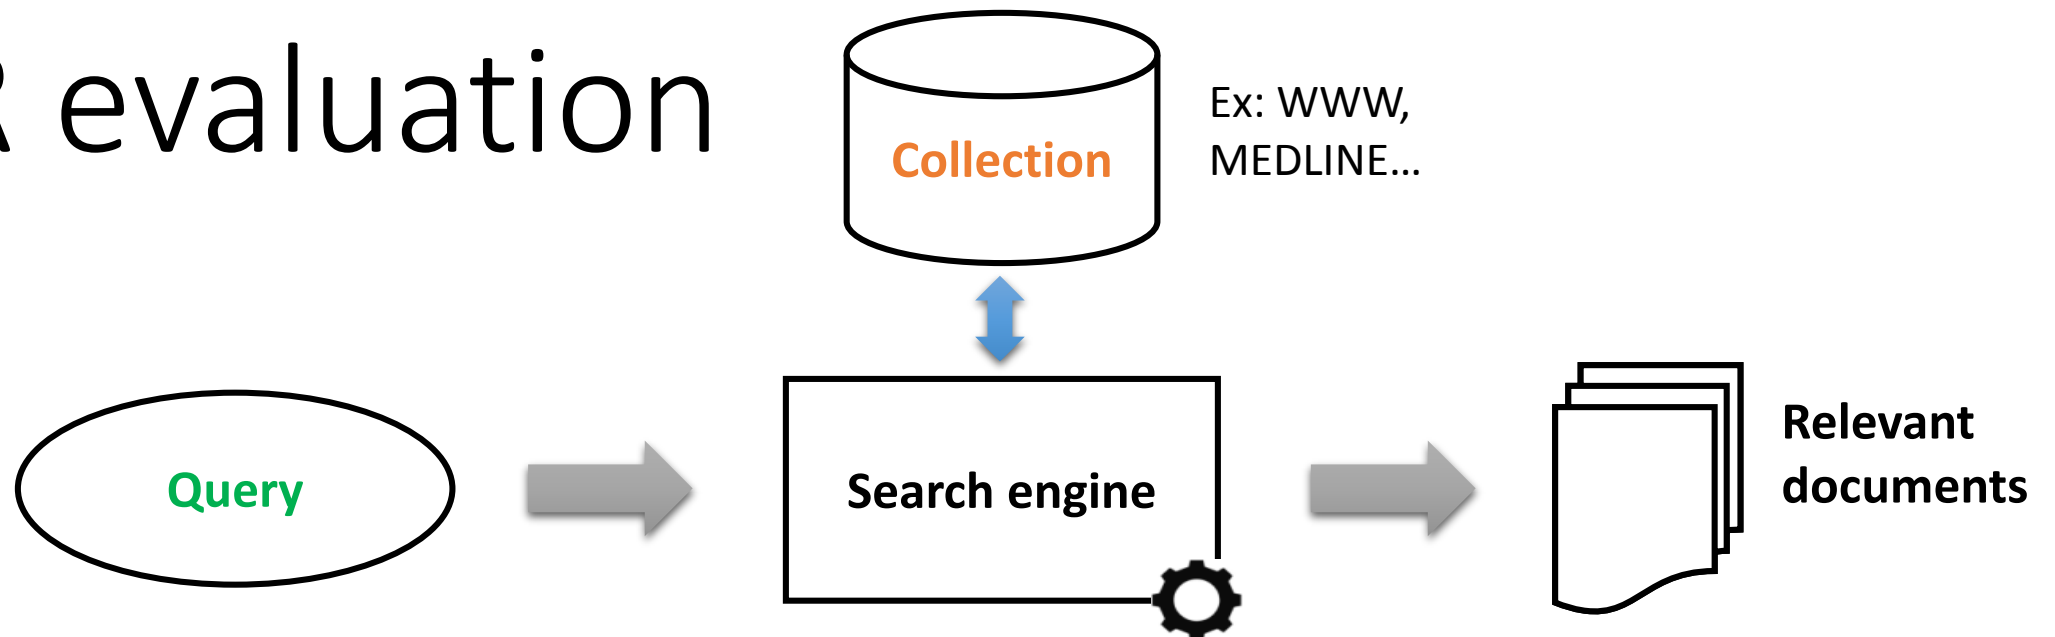 R evaluation
Collection
Ex: WWW,
MEDLINE...
Query
Search engine
Relevant
documents